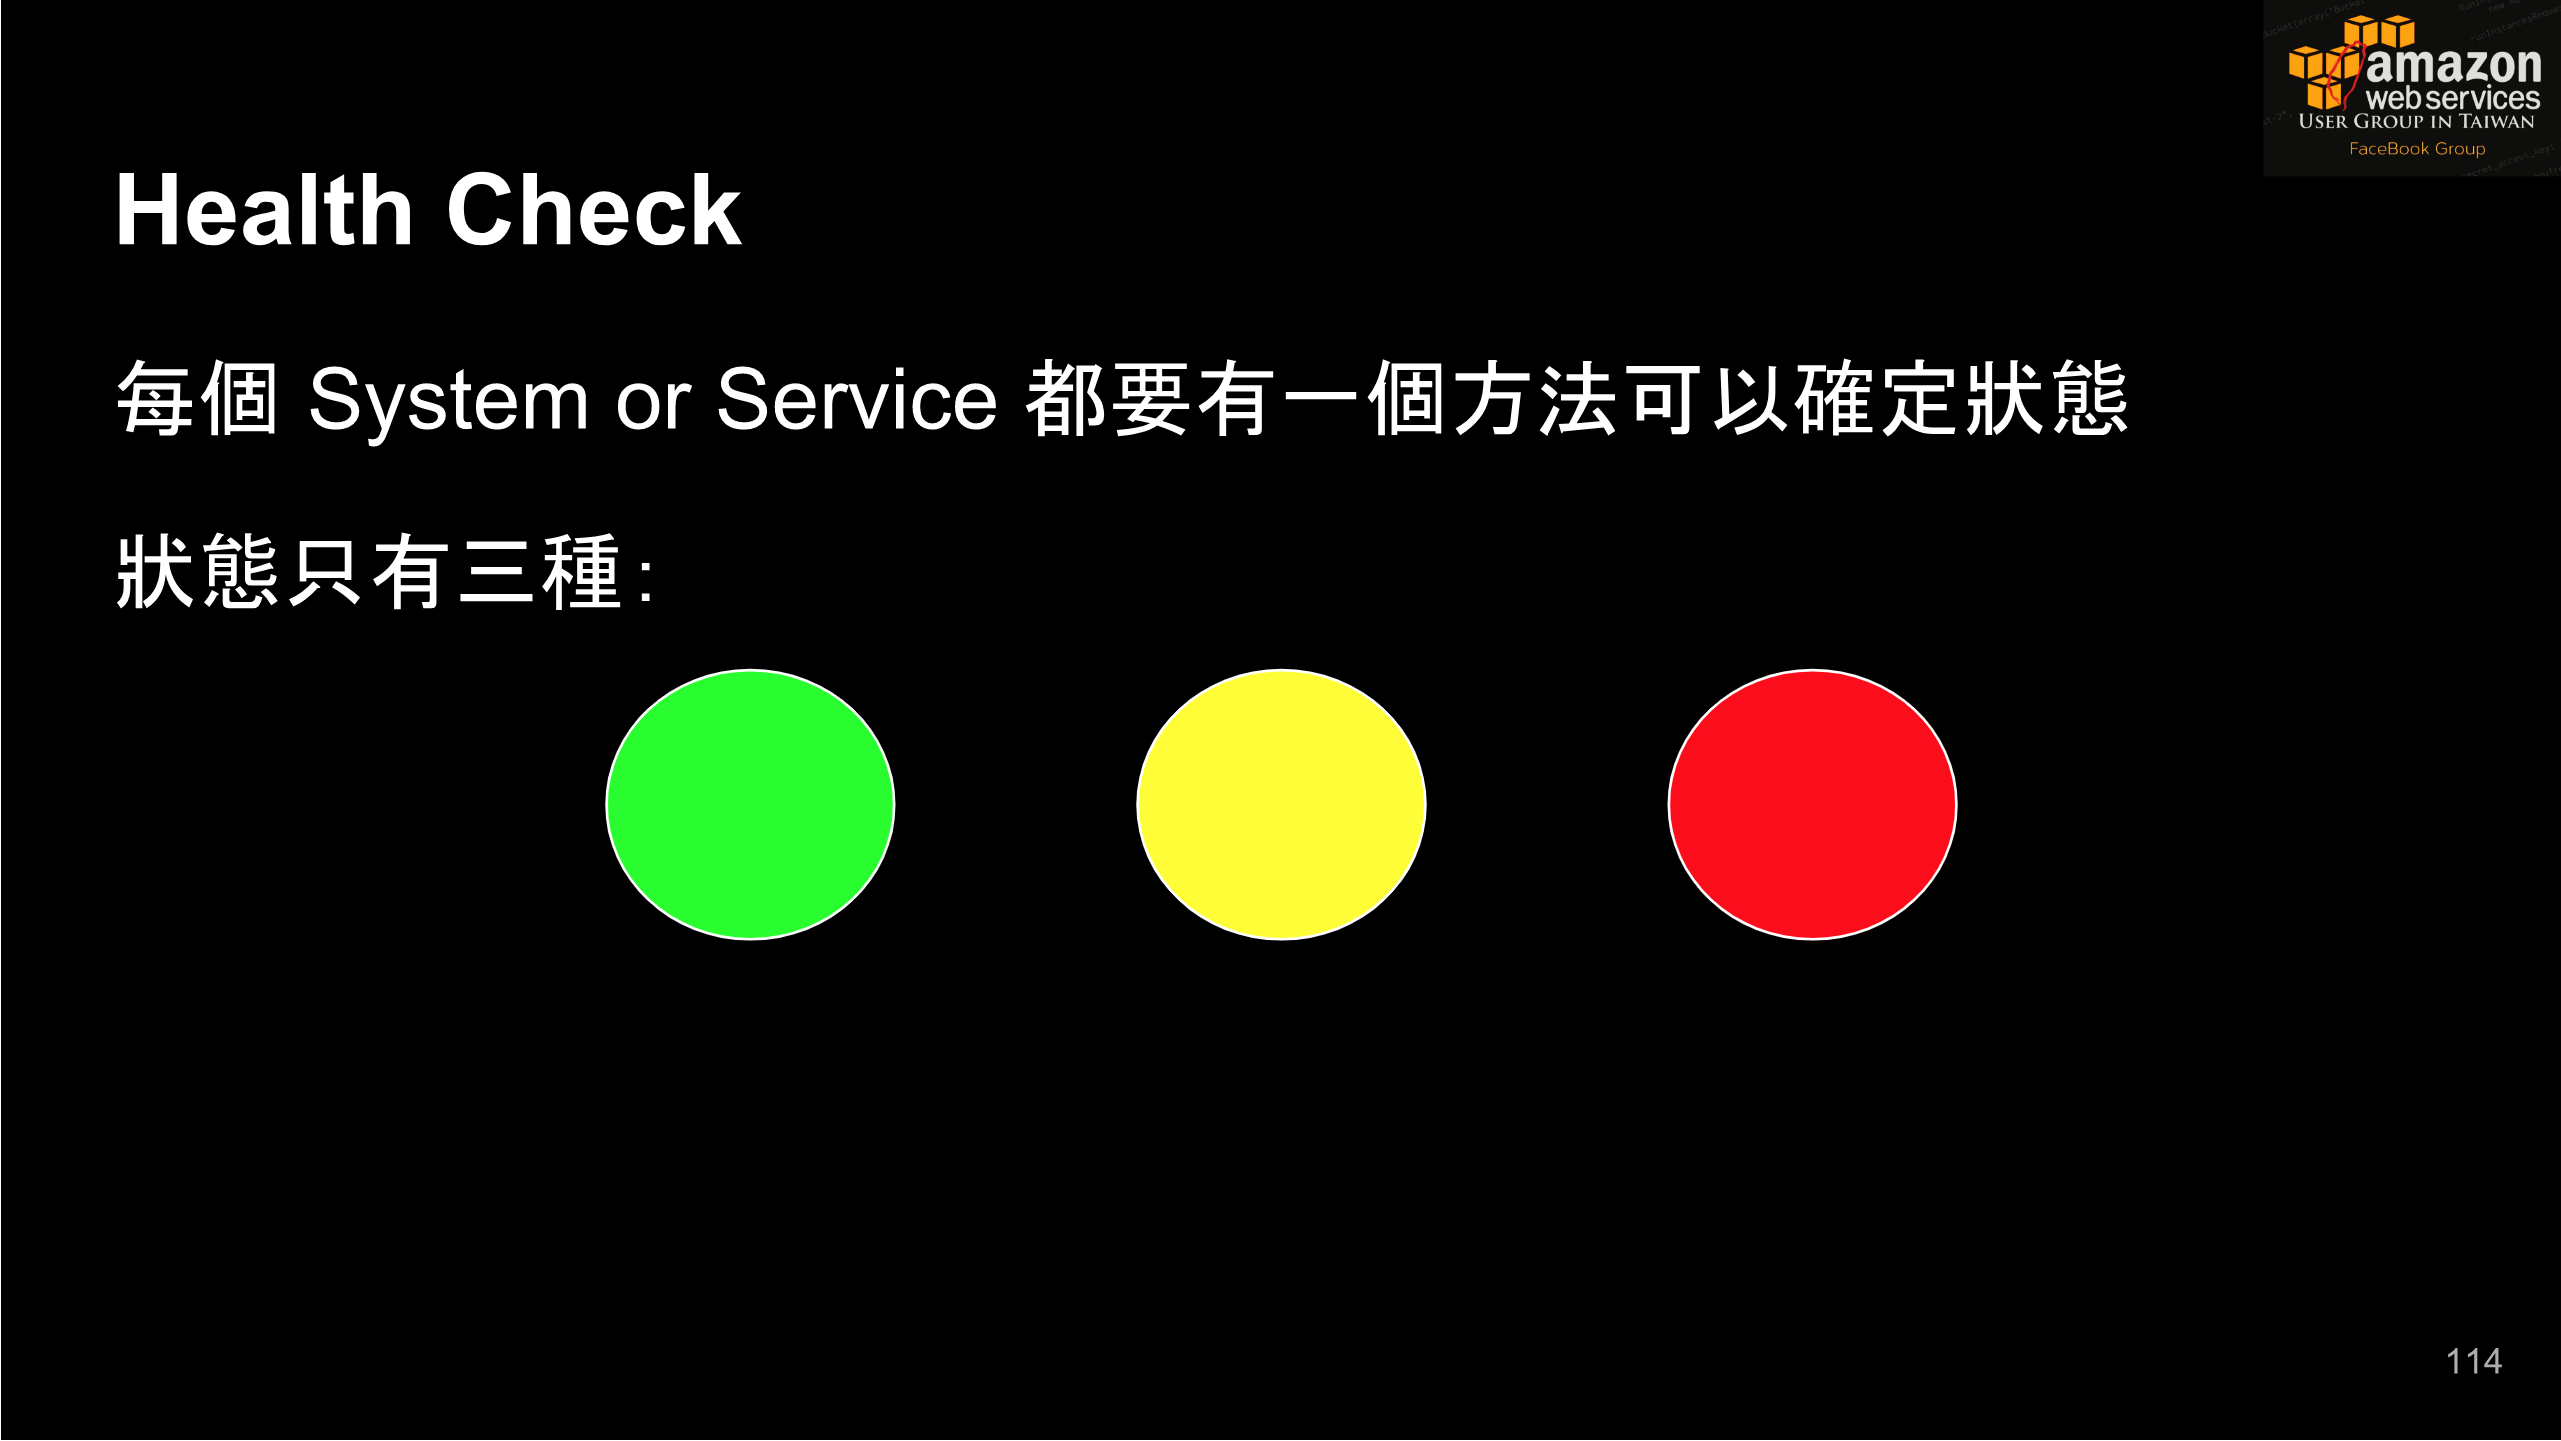 amazon
web services
USER GROUP IN TAIWAN
FaceBook Group
Health Check
每個 System or Service 都要有一個方法可以確定狀態
狀態只有三種：
114